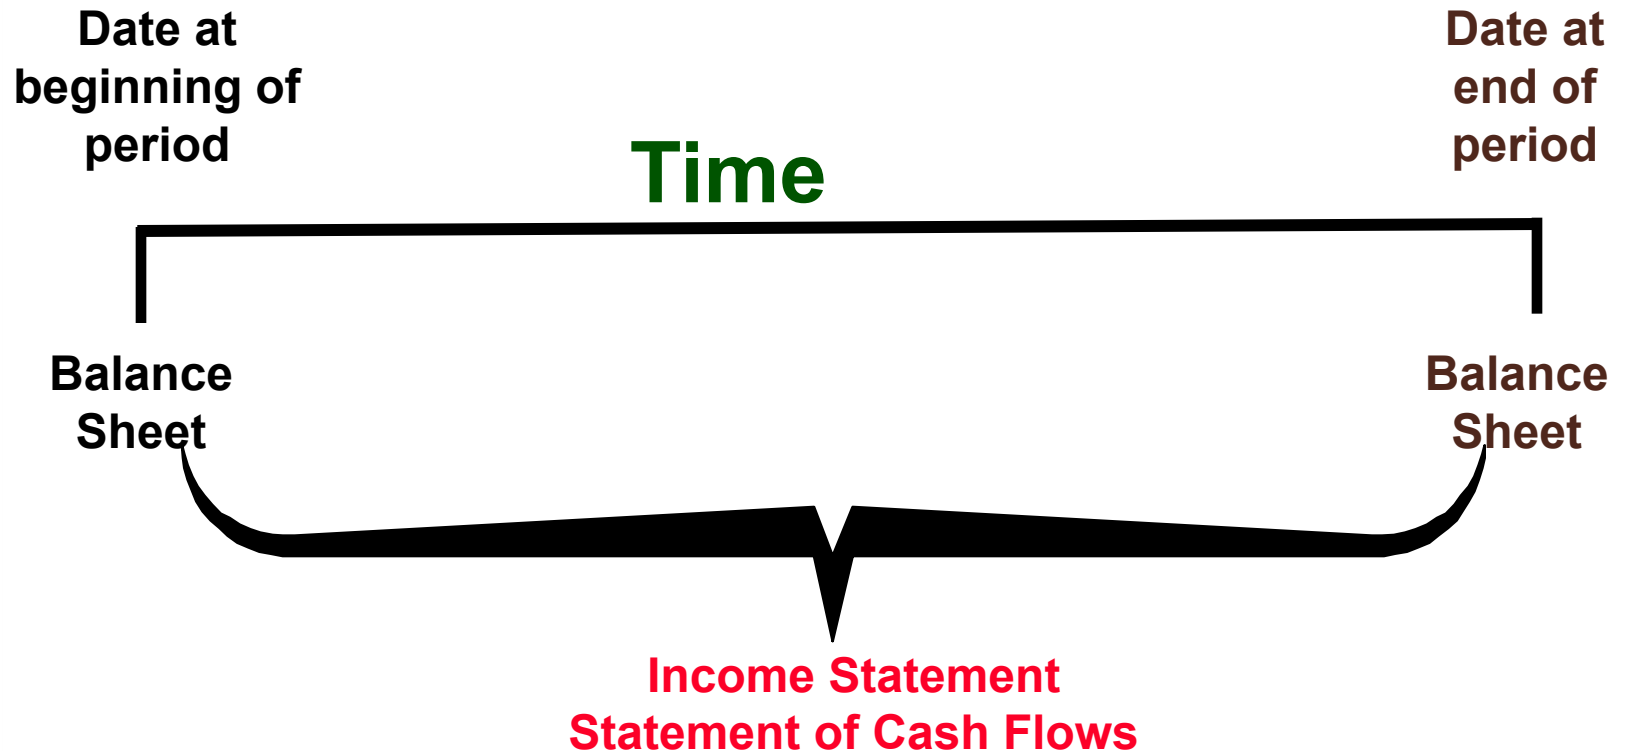 Date at
beginning of
period
Date at
end of
period
Time
Balance
Sheet
Balance
Sheet
Income Statement
Statement of Cash Flows